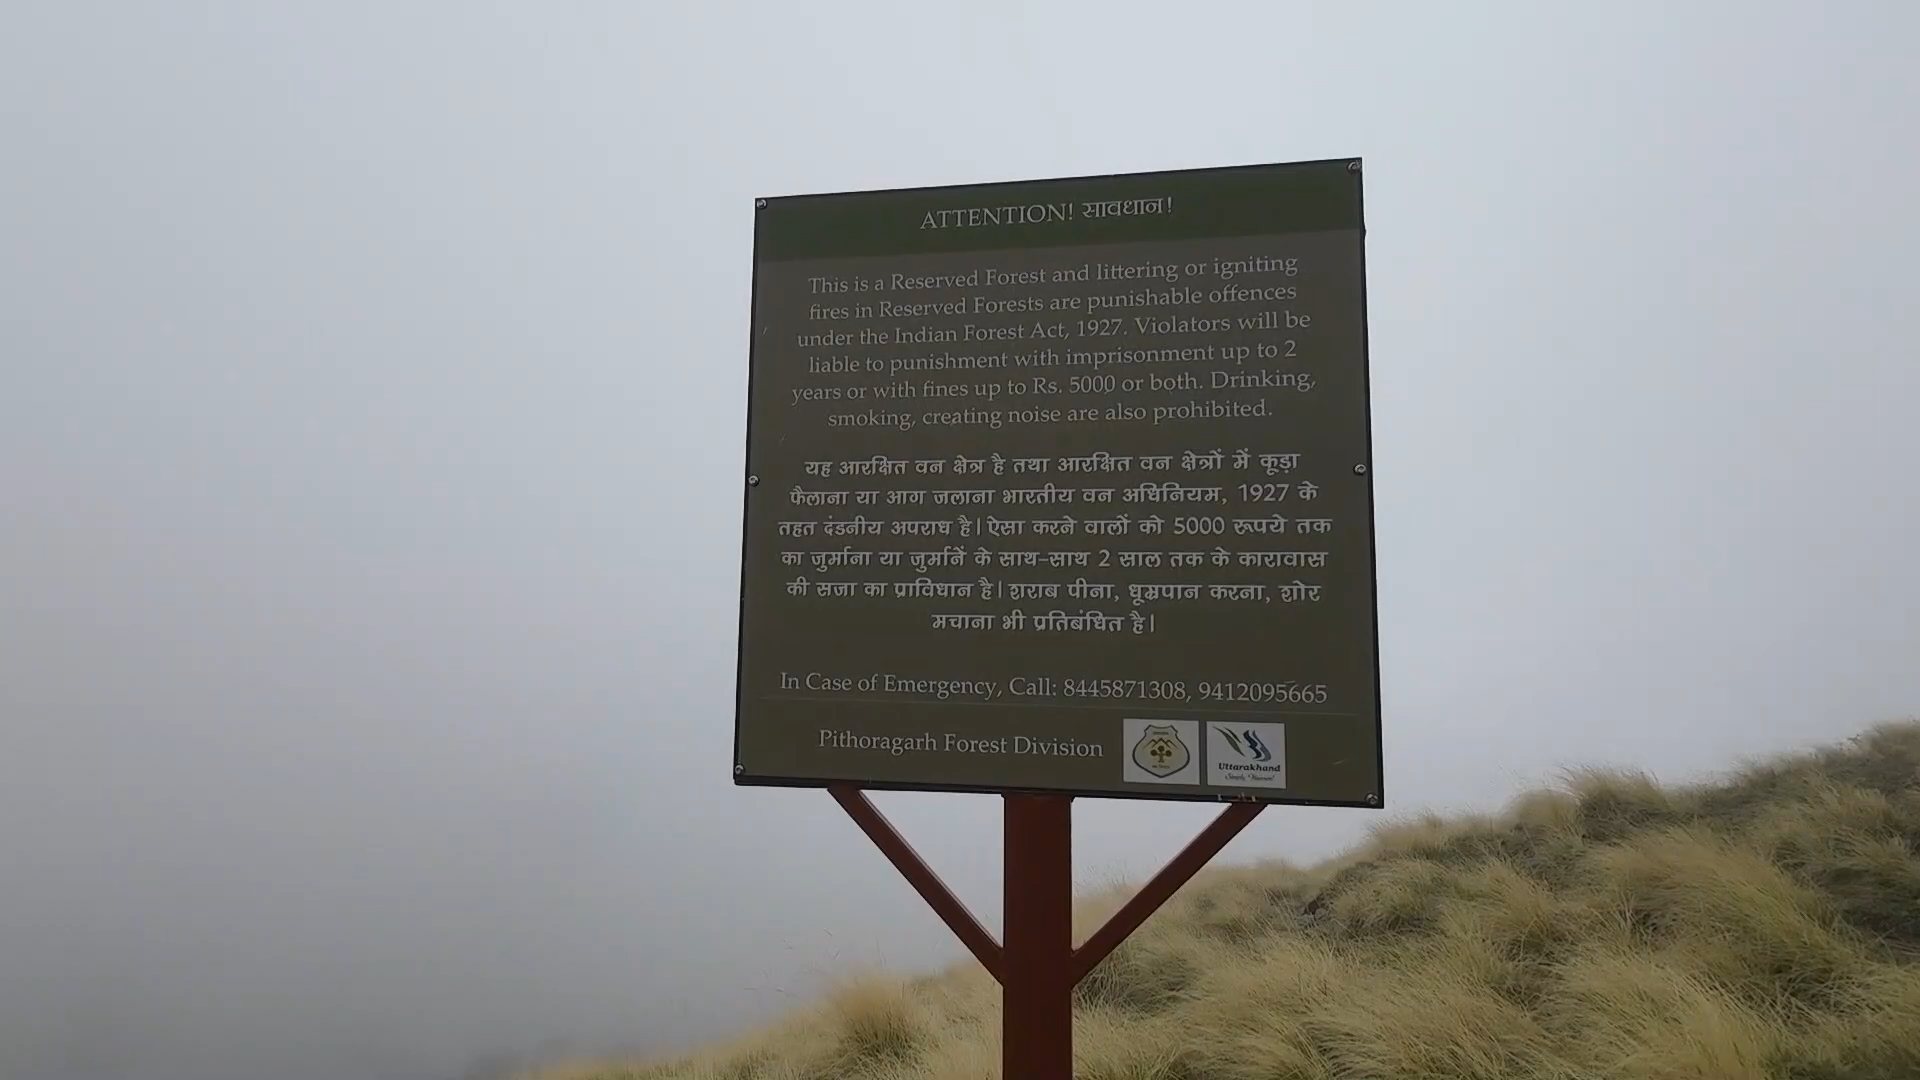 ATTENTION! सावधान!
This is a Reserved Forest and littering or igniting
fires in Reserved Forests are punishable offences
under the Indian Forest Act, 1927. Violators will be
liable to punishment with imprisonment up to 2
years or with fines up to Rs. 5000 or both. Drinking,
smoking, creating noise are also prohibited.
यह आरक्षित वन क्षेत्र है तथा आरक्षित वन क्षेत्रों में कूड़ा
फैलाना या आग जलाना भारतीय वन अधिनियम, 1927 के
तहत दंडनीय अपराध है। ऐसा करने वालों को 5000 रूपये तक
का जुर्माना या जुर्मानें के साथ-साथ 2 साल तक के कारावास
की सजा का प्राविधान है। शराब पीना, धूम्रपान करना, शोर
मचाना भी प्रतिबंधित है।
In Case of Emergency, Call: 8445871308, 9412095665
Pithoragarh Forest Division
Uttarakhand